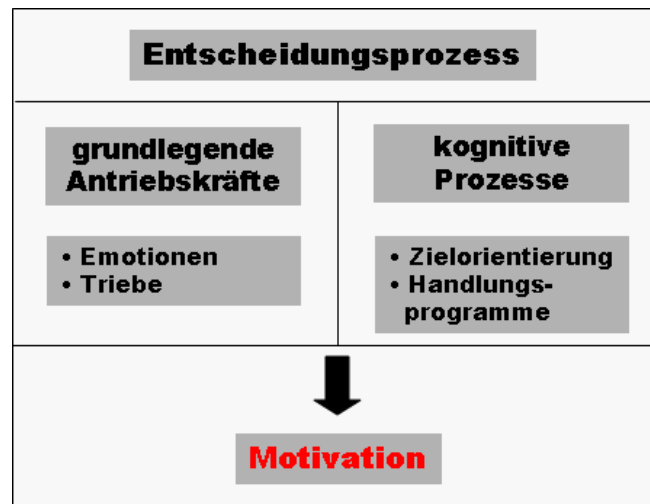 Entscheidungsprozess
grundlegende
Antriebskräfte
• Emotionen
• Triebe
kognitive
Prozesse
• Zielorientierung
• Handlungs-
programme
Motivation